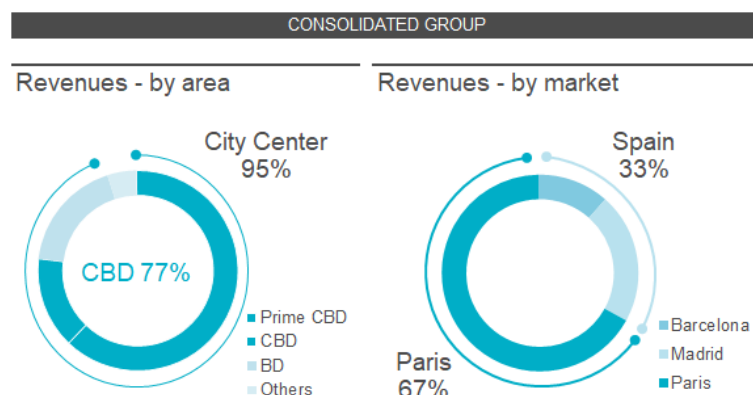 CONSOLIDATED GROUP
Revenues - by area
City Center
95%
CBD 77%
Prime CBD
CBD
BD
Others
Revenues - by market
Spain
33%
Barcelona
Madrid
Paris
Paris
67%